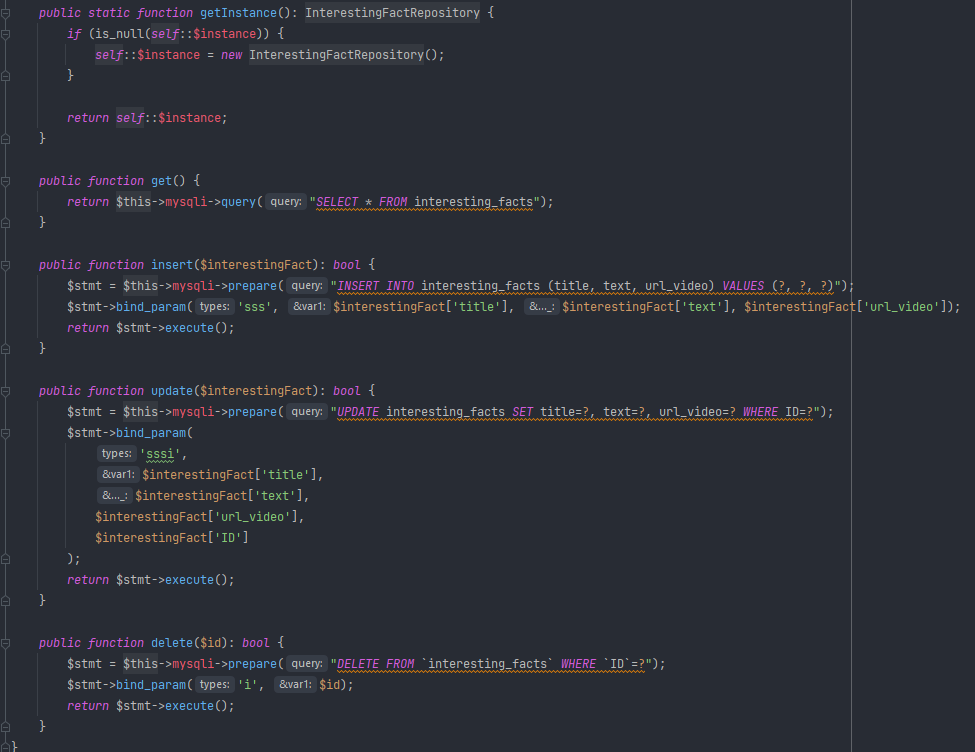 public static function getInstance(): InterestingFactRepository {
if (is_null(self::$instance)) {
self::$instance = new InterestingFactRepository();
}
return self::$instance;
}
public function get() {
return $this->mysqli->query( query: "SELECT * FROM interesting_facts");
}
public function insert($interestingFact): bool {
$stmt = $this->mysqli->prepare( query: "INSERT INTO interesting_facts (title, text, url_video) VALUES (?, ?, ?)");
$stmt->bind_param( types: 'sss', &var1: $interestingFact['title'], &..._: $interestingFact['text'], $interestingFact['url_video']);
return $stmt->execute();
}
public function update($interestingFact): bool {
$stmt = $this->mysqli->prepare( query: "UPDATE interesting_facts SET title=?, text=?, url_video=? WHERE ID=?");
$stmt->bind_param(
types: 'sssi',
&var1: $interestingFact['title'],
&..._: $interestingFact['text'],
$interestingFact['url_video'],
$interestingFact['ID']
);
return $stmt->execute();
}
public function delete($id): bool {
$stmt = $this->mysqli->prepare( query: "DELETE FROM `interesting_facts` WHERE `ID`=?");
$stmt->bind_param( types: 'i', &var1: $id);
return $stmt->execute();
}
}